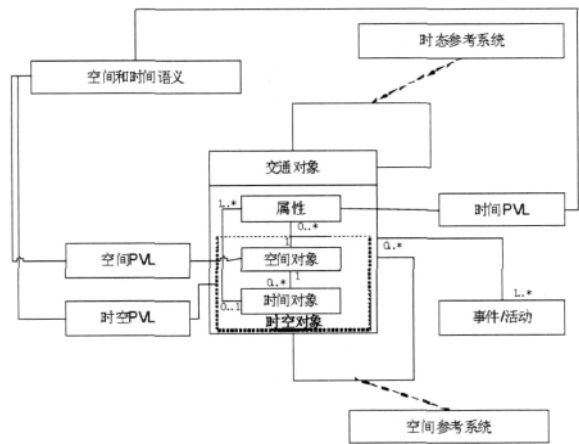 时态参考系统
空间和时间语义
交通对象
1..*
属性
时间PVL
0..*
0..*
1
空间PVL
空间对象
1
0..*
时间对象
0..1
时空PVL
时空对象
1..*
事件/活动
空间参考系统